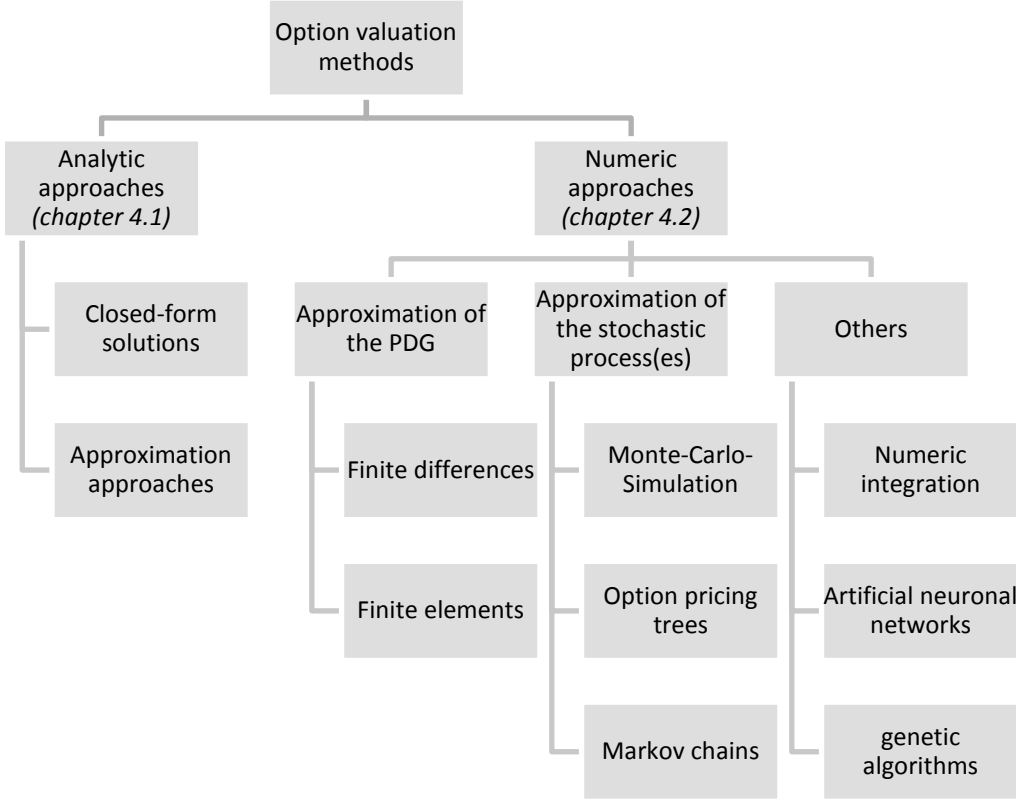 Option valuation
methods
Analytic
approaches
(chapter 4.1)
Numeric
approaches
(chapter 4.2)
Closed-form
solutions
Approximation
approaches
Approximation of
the PDG
Approximation of
the stochastic
process(es)
Others
Finite differences
Finite elements
Monte-Carlo-
Simulation
Option pricing
trees
Markov chains
Numeric
integration
Artificial neuronal
networks
genetic
algorithms